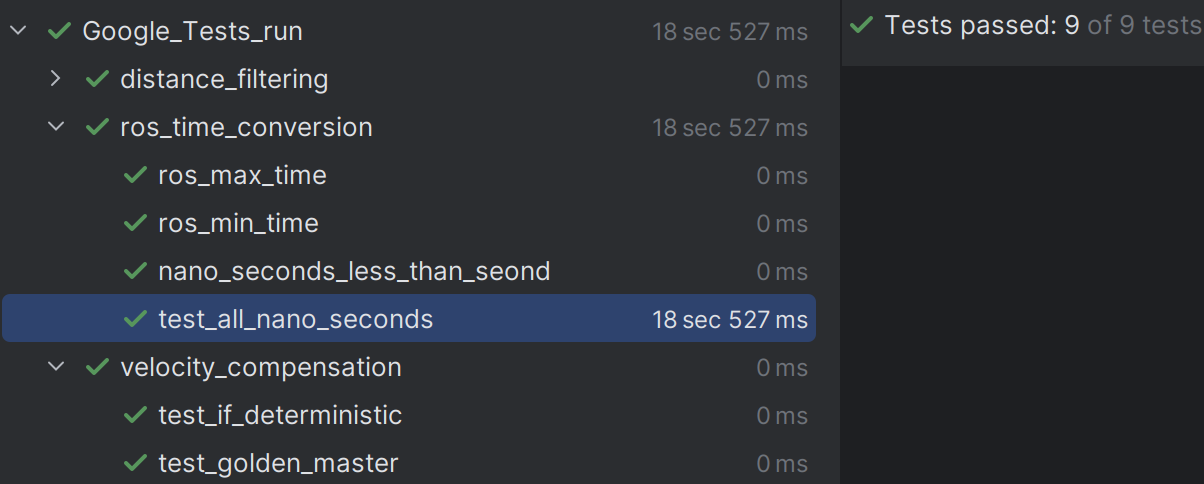 Google_Tests_run 18 sec 527 ms
distance_filtering 0 ms
ros_time_conversion 18 sec 527 ms
ros_max_time 0 ms
ros_min_time 0 ms
nano_seconds_less_than_seond 0 ms
test_all_nano_seconds 18 sec 527 ms
velocity_compensation 0 ms
test_if_deterministic 0 ms
test_golden_master 0 ms
Tests passed: 9 of 9 tests